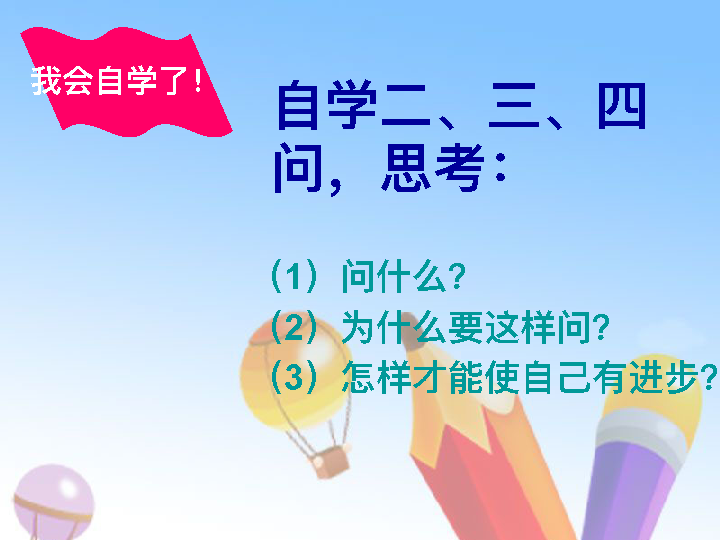 我会自学了！
自学二、三、四
问，思考：
（1）问什么?
（2）为什么要这样问?
（3）怎样才能使自己有进步?